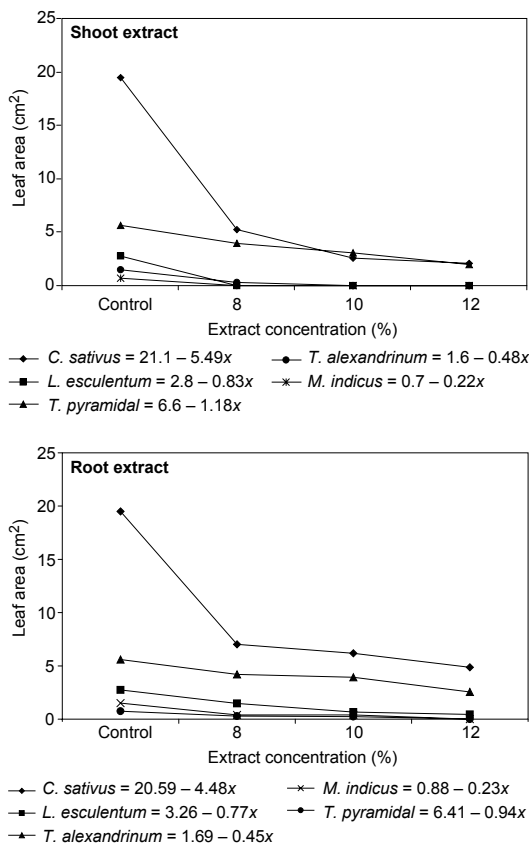 Shoot extract
25
20
15
10
5
0
Leaf area (cm²)
Control 8 10 12
Extract concentration (%)
C. sativus = 21.1 – 5.49x T. alexandrinum = 1.6 – 0.48x
L. esculentum = 2.8 – 0.83x M. indicus = 0.7 – 0.22x
T. pyramidal = 6.6 – 1.18x
Root extract
25
20
15
10
5
0
Leaf area (cm²)
Control 8 10 12
Extract concentration (%)
C. sativus = 20.59 – 4.48x M. indicus = 0.88 – 0.23x
L. esculentum = 3.26 – 0.77x T. pyramidal = 6.41 – 0.94x
T. alexandrinum = 1.69 – 0.45x